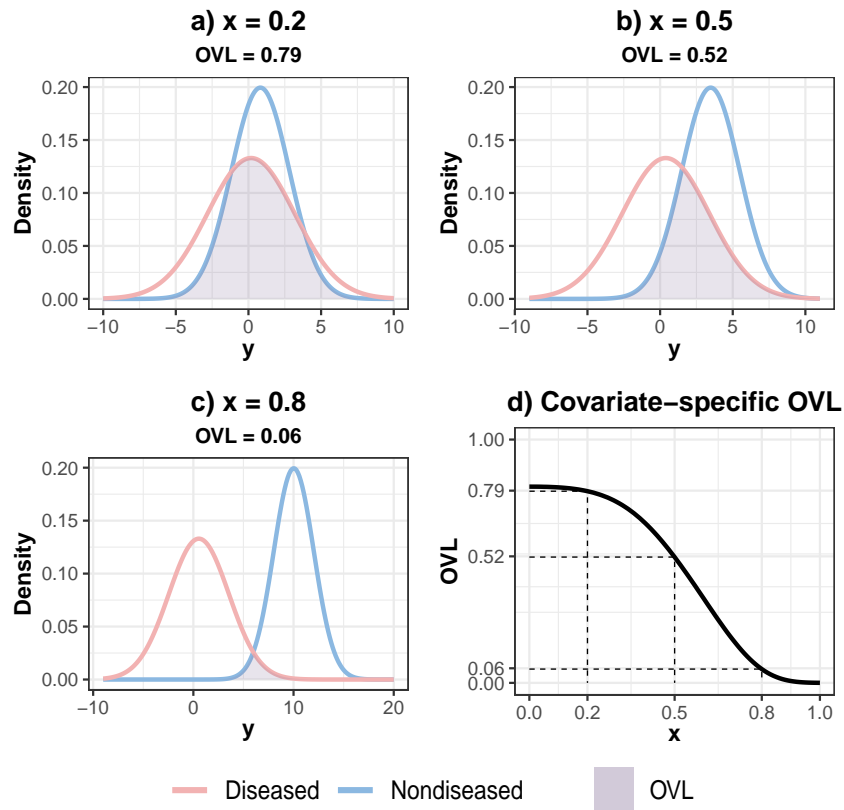 a) x = 0.2
OVL = 0.79
0.20
0.15
0.10
0.05
0.00
Density
−10 −5 0 5 10
y
b) x = 0.5
OVL = 0.52
0.20
0.15
0.10
0.05
0.00
Density
−10 −5 0 5 10
y
c) x = 0.8
OVL = 0.06
0.20
0.15
0.10
0.05
0.00
Density
−10 0 10 20
y
d) Covariate−specific OVL
1.00
0.79
0.52
0.06
0.00
OVL
0.0 0.2 0.5 0.8 1.0
x
Diseased Nondiseased OVL